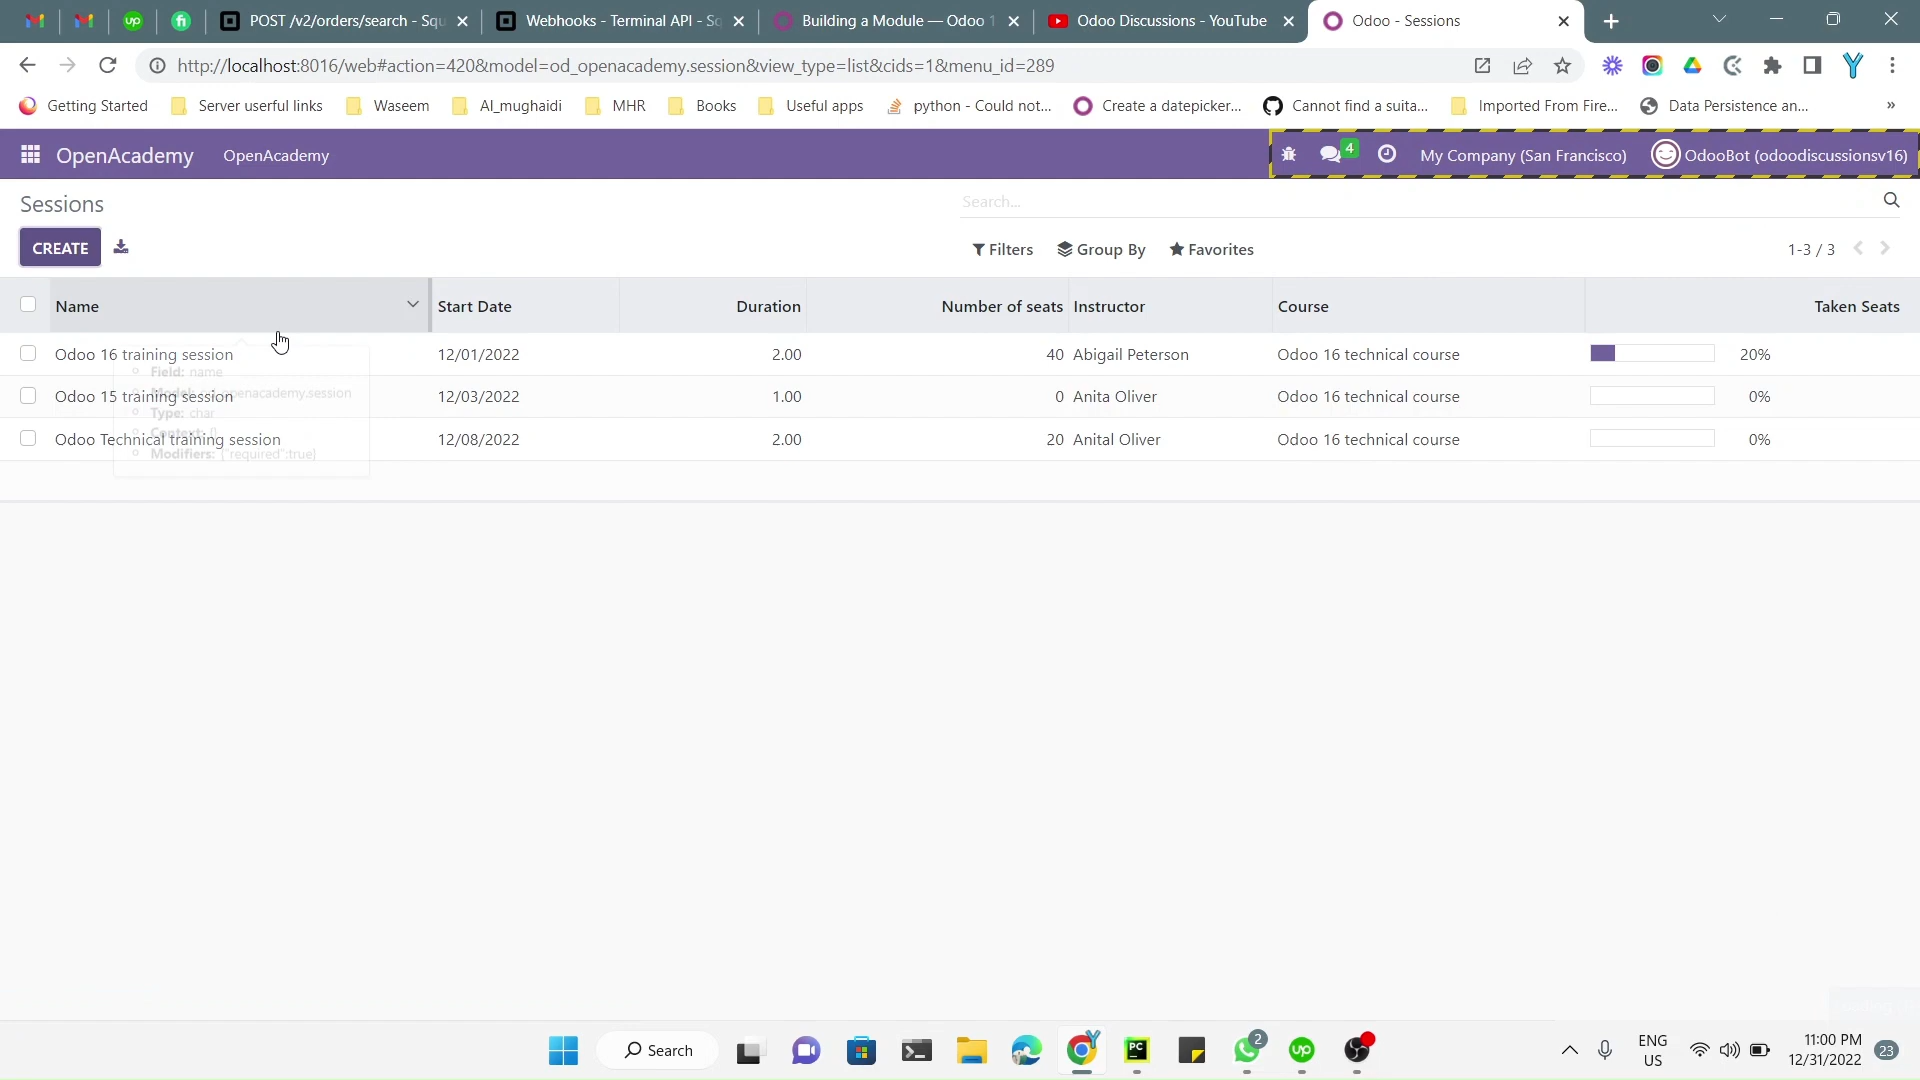 POST /v2/orders/search - Squ
Webhooks - Terminal API - Sq
Building a Module — Odoo 1
Odoo Discussions - YouTube
Odoo - Sessions
http://localhost:8016/web#action=420&model=od_openacademy.session&view_type=list&cids=1&menu_id=289
Getting Started
Server useful links
Waseem
Al_mughaidi
MHR
Books
Useful apps
python - Could not...
Create a datepicker...
Cannot find a suita...
Imported From Fire...
Data Persistence an...
»
OpenAcademy
OpenAcademy
4
My Company (San Francisco)
OdooBot (odoodiscussionsv16)
Sessions
Search...
CREATE
Filters
Group By
Favorites
1-3 / 3
Name
Start Date
Duration
Number of seats
Instructor
Course
Taken Seats
Odoo 16 training session
12/01/2022
2.00
40
Abigail Peterson
Odoo 16 technical course
20%
Odoo 15 training session
12/03/2022
1.00
0
Anita Oliver
Odoo 16 technical course
0%
Odoo Technical training session
12/08/2022
2.00
20
Anital Oliver
Odoo 16 technical course
0%
Field: name
Model: od_openacademy.session
Type: char
Context: {}
Modifiers: {"required":true}
Search
2
ENG
US
11:00 PM
12/31/2022
23